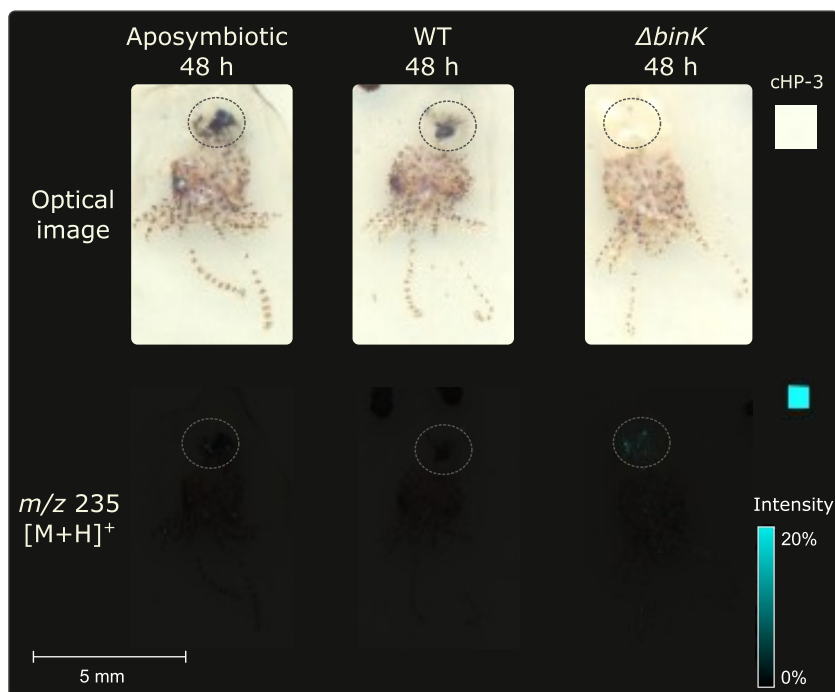 Aposymbiotic
48 h
WT
48 h
ΔbinK
48 h
cHP-3
Optical
image
m/z 235
[M+H]⁺
Intensity
20%
0%
5 mm